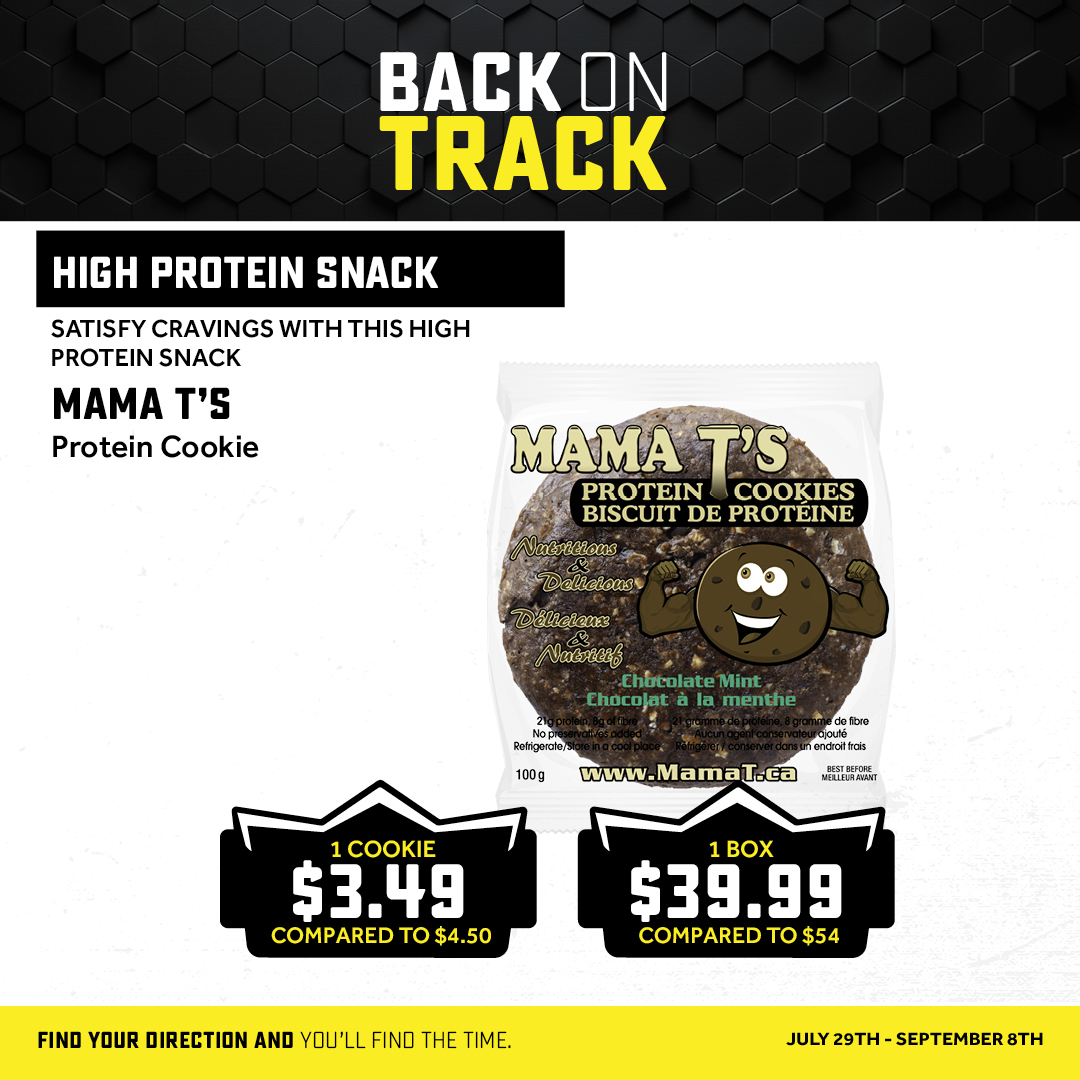 BACK ON
TRACK
HIGH PROTEIN SNACK
SATISFY CRAVINGS WITH THIS HIGH
PROTEIN SNACK
MAMA T'S
Protein Cookie
MAMA T'S
PROTEIN COOKIES
BISCUIT DE PROTÉINE
Nutritious
&
Delicious
Délicieux
&
Nutritif
Chocolate Mint
Chocolat à la menthe
21g protein, 8g of fibre
No preservatives added
Refrigerate/Store in a cool place
21 gramme de protéine, 8 gramme de fibre
Aucun agent conservateur ajouté
Réfrigérer / conserver dans un endroit frais
100 g
www.MamaT.ca
BEST BEFORE
MEILLEUR AVANT
1 COOKIE
$3.49
COMPARED TO $4.50
1 BOX
$39.99
COMPARED TO $54
FIND YOUR DIRECTION AND YOU'LL FIND THE TIME.
JULY 29TH - SEPTEMBER 8TH